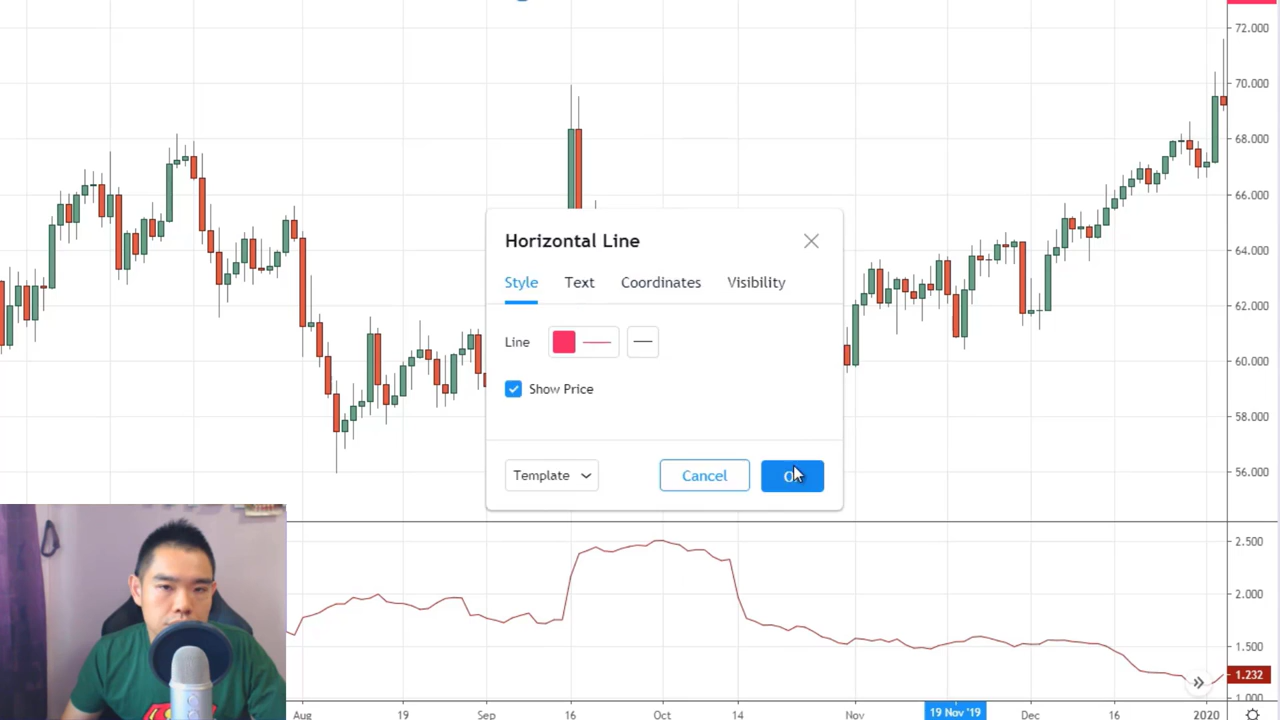 72.000
70.000
68.000
66.000
64.000
62.000
60.000
58.000
56.000
Horizontal Line
Style Text Coordinates Visibility
Line
Show Price
Template Cancel
2.500
2.000
1.500
1.232
1.000
Aug 19 Sep 16 Oct 14 Nov 19 Nov '19 Dec 16 2020